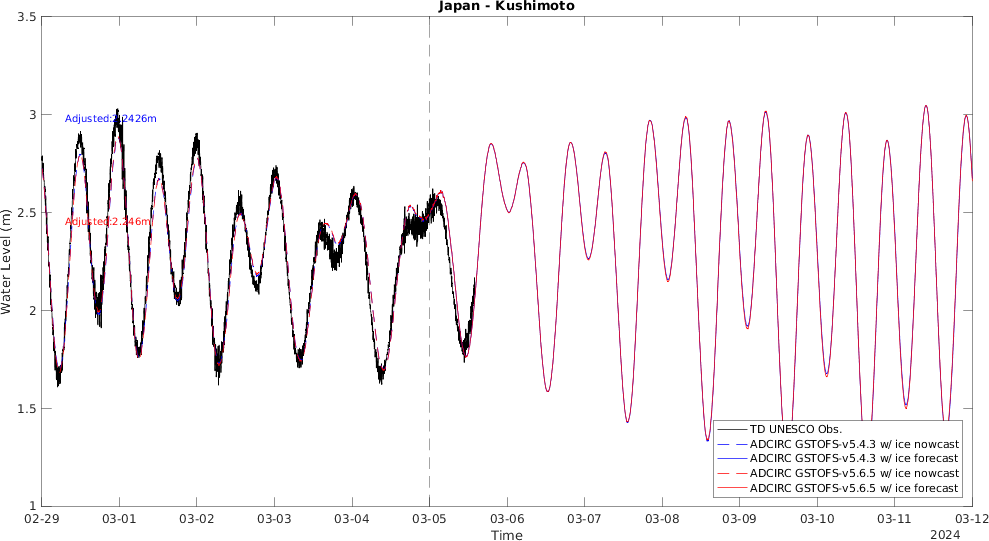 Japan - Kushimoto
3.5
3
2.5
2
1.5
1
Water Level (m)
Adjusted:2.2426m
Adjusted:2.246m
TD UNESCO Obs.
ADCIRC GSTOFS-v5.4.3 w/ ice nowcast
ADCIRC GSTOFS-v5.4.3 w/ ice forecast
ADCIRC GSTOFS-v5.6.5 w/ ice nowcast
ADCIRC GSTOFS-v5.6.5 w/ ice forecast
02-29 03-01 03-02 03-03 03-04 03-05 03-06 03-07 03-08 03-09 03-10 03-11 03-12
Time
2024